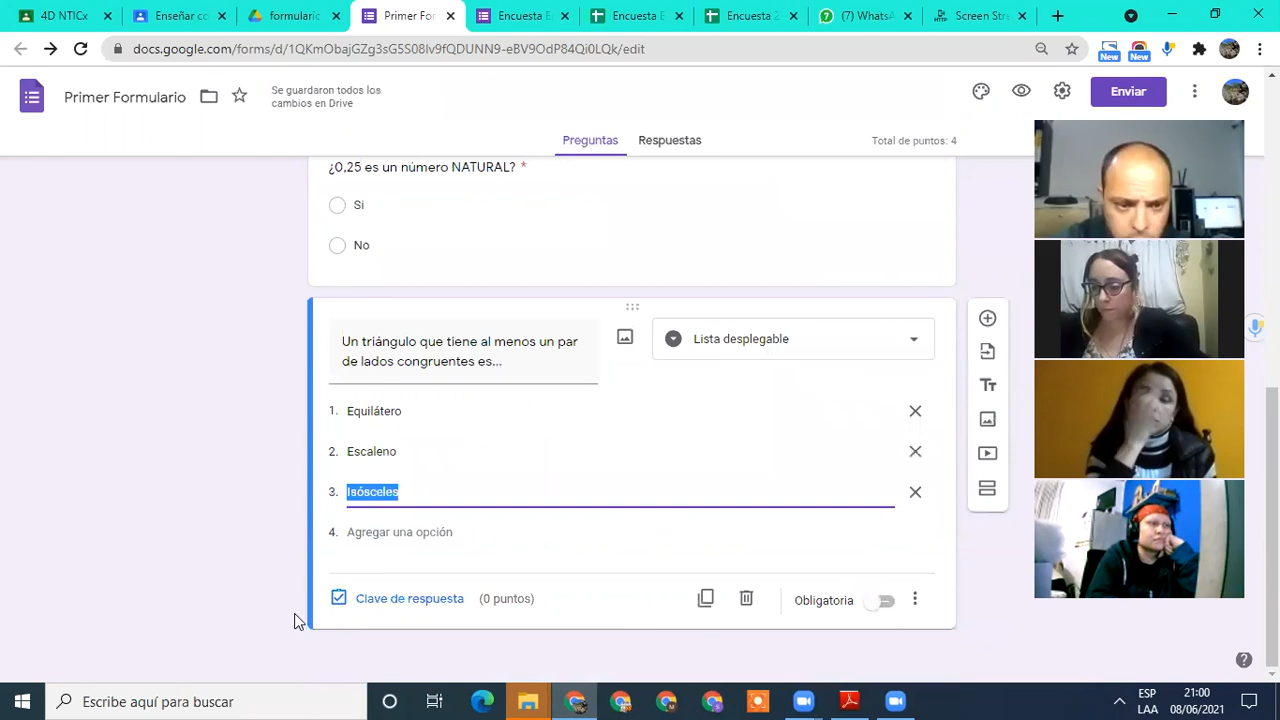 4D NTICx
Enseñar cc
formulario
Primer For
Encuesta E
Encuesta E
Encuesta 2
(7) WhatsA
Screen Stre
docs.google.com/forms/d/1QKmObajGZg3sG5S08lv9fQDUNN9-eBV9OdP84Qi0LQk/edit
New
New
Primer Formulario
Se guardaron todos los
cambios en Drive
Enviar
Preguntas
Respuestas
Total de puntos: 4
¿0,25 es un número NATURAL? *
Si
No
Un triángulo que tiene al menos un par
de lados congruentes es...
Lista desplegable
1. Equilátero
2. Escaleno
3. Isósceles
4. Agregar una opción
Clave de respuesta (0 puntos)
Obligatoria
Escribe aquí para buscar
ESP
LAA
21:00
08/06/2021